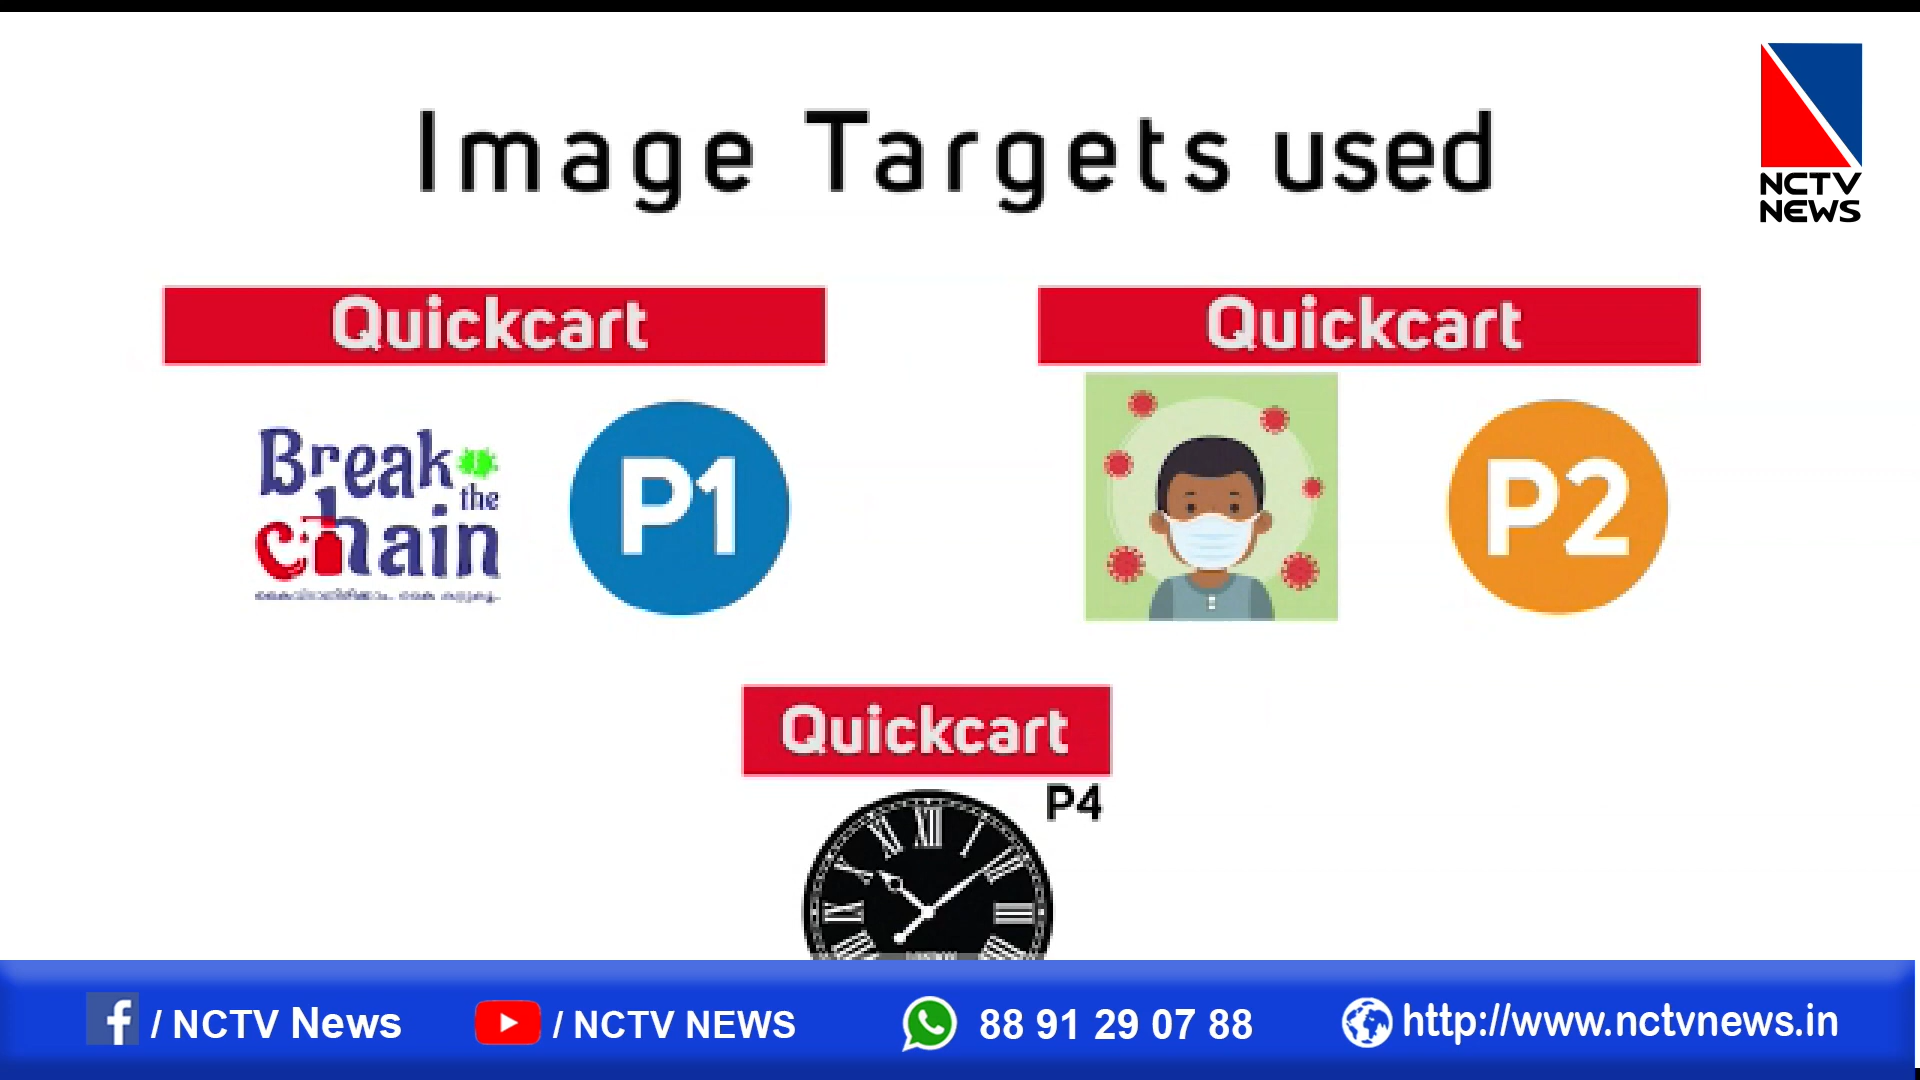 Image Targets used
NCTV
NEWS
Quickcart
Quickcart
Break
the
chain
P1
P2
Quickcart
P4
XII
I
/ NCTV News
/ NCTV NEWS
88 91 29 07 88
http://www.nctvnews.in